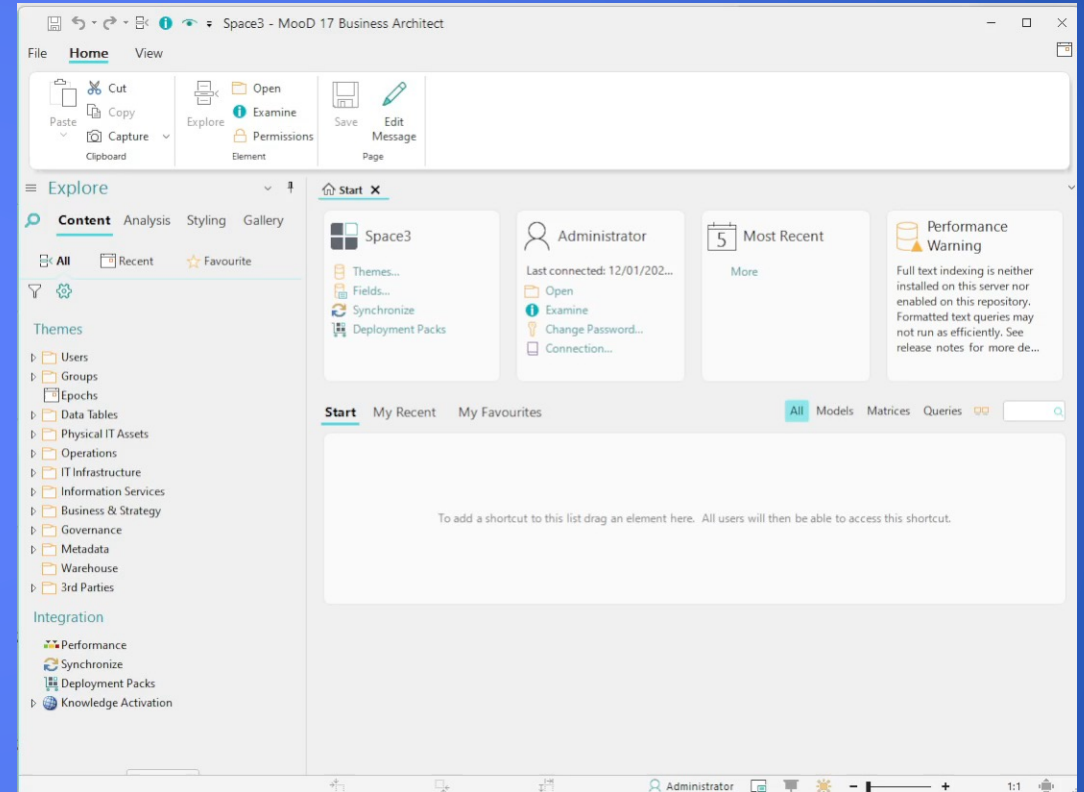 Space3 - MooD 17 Business Architect
File Home View
Paste
Cut
Copy
Capture
Clipboard
Explore
Open
Examine
Permissions
Element
Save
Edit
Message
Page
Explore
Content Analysis Styling Gallery
All Recent Favourite
Themes
Users
Groups
Epochs
Data Tables
Physical IT Assets
Operations
IT Infrastructure
Information Services
Business & Strategy
Governance
Metadata
Warehouse
3rd Parties
Integration
Performance
Synchronize
Deployment Packs
Knowledge Activation
Start
Space3
Themes...
Fields...
Synchronize
Deployment Packs
Administrator
Last connected: 12/01/202...
Open
Examine
Change Password...
Connection...
5 Most Recent
More
Performance
Warning
Full text indexing is neither
installed on this server nor
enabled on this repository.
Formatted text queries may
not run as efficiently. See
release notes for more de...
Start My Recent My Favourites
All Models Matrices Queries
To add a shortcut to this list drag an element here. All users will then be able to access this shortcut.
Administrator
1:1